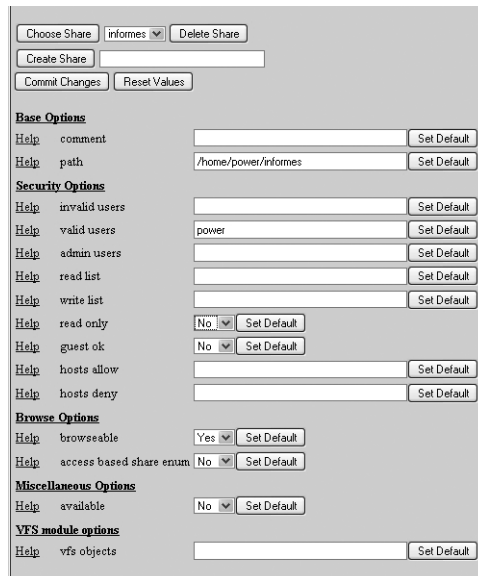 Choose Share informes Delete Share
Create Share
Commit Changes Reset Values
Base Options
Help comment Set Default
Help path /home/power/informes Set Default
Security Options
Help invalid users Set Default
Help valid users power Set Default
Help admin users Set Default
Help read list Set Default
Help write list Set Default
Help read only No Set Default
Help guest ok No Set Default
Help hosts allow Set Default
Help hosts deny Set Default
Browse Options
Help browseable Yes Set Default
Help access based share enum No Set Default
Miscellaneous Options
Help available No Set Default
VFS module options
Help vfs objects Set Default